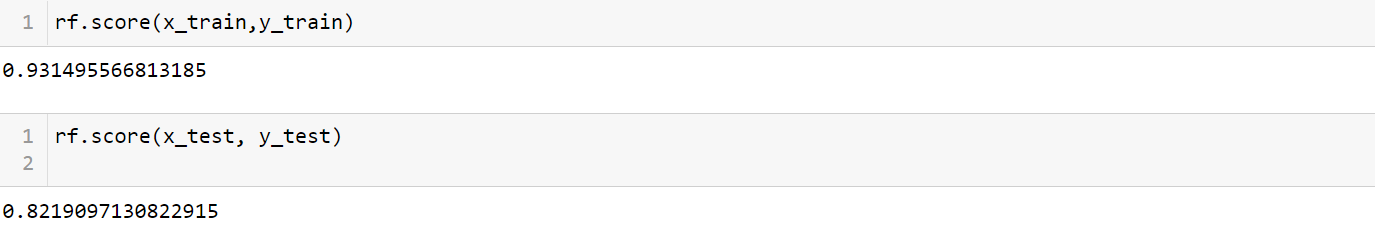 1 rf.score(x_train,y_train)
0.931495566813185
1 rf.score(x_test, y_test)
2
0.8219097130822915